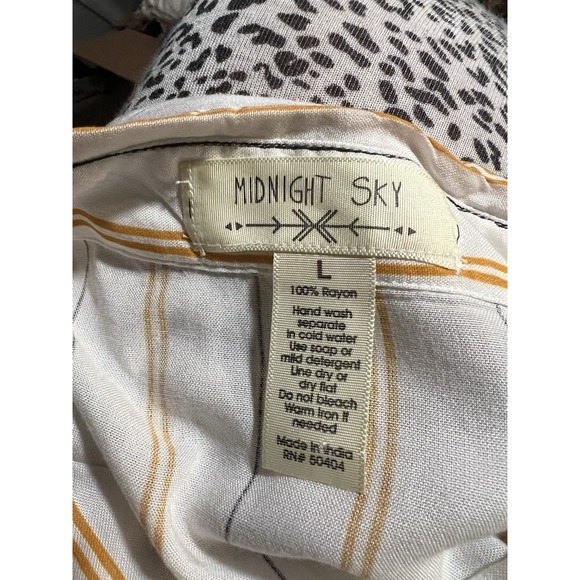 MIDNIGHT SKY
L
100% Rayon
Hand wash
separate
in cold water
Use soap or
mild detergent
Line dry or
dry flat
Do not bleach
Warm Iron if
needed
Made in India
RN# 50404